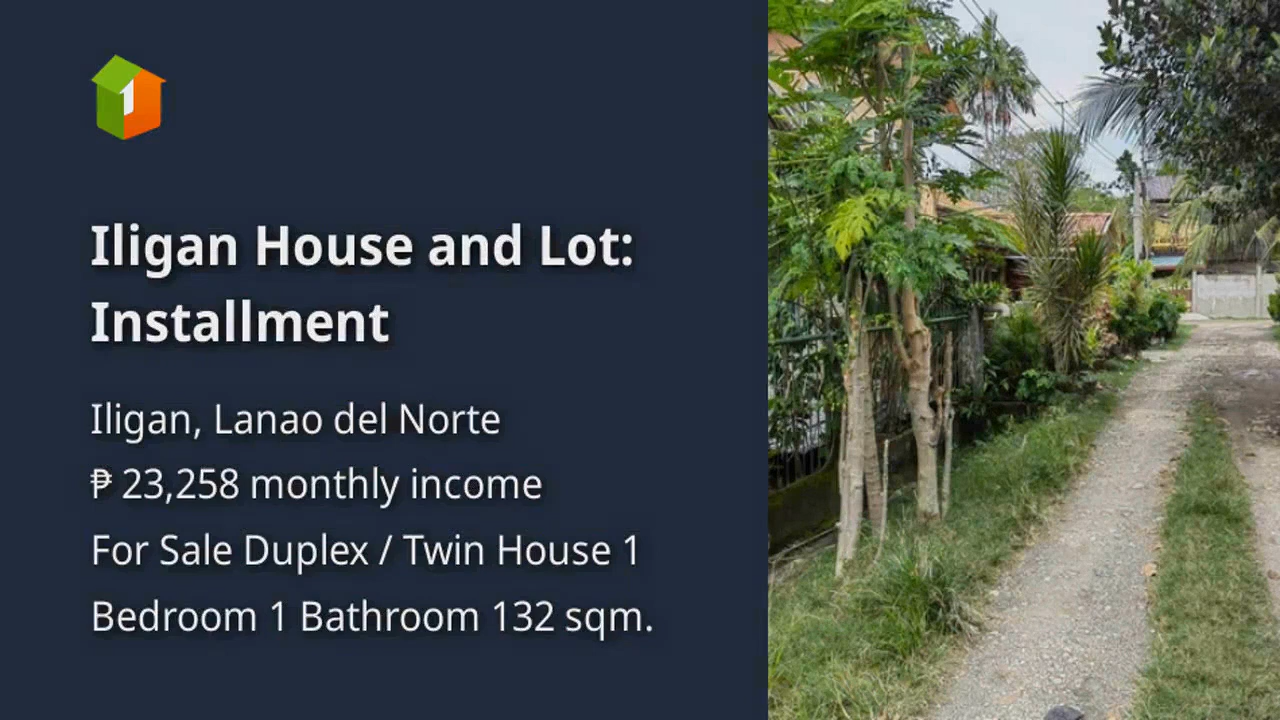 Iligan House and Lot:
Installment
Iligan, Lanao del Norte
₱ 23,258 monthly income
For Sale Duplex / Twin House 1
Bedroom 1 Bathroom 132 sqm.